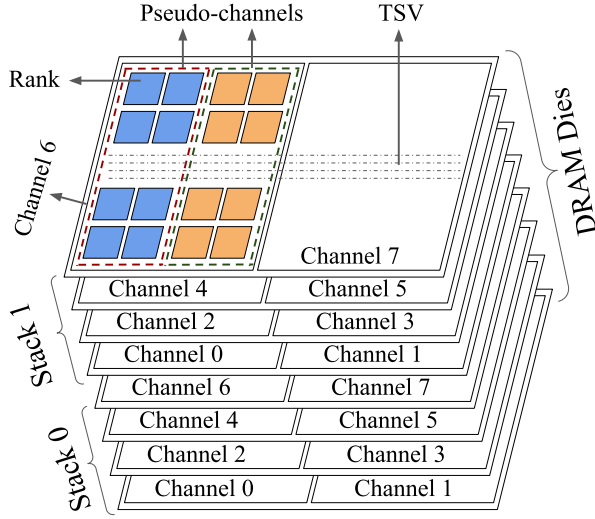 Pseudo-channels
TSV
Rank
Channel 6
DRAM Dies
Channel 7
Channel 4
Channel 5
Stack 1
Channel 2
Channel 3
Channel 0
Channel 1
Channel 6
Channel 7
Stack 0
Channel 4
Channel 5
Channel 2
Channel 3
Channel 0
Channel 1